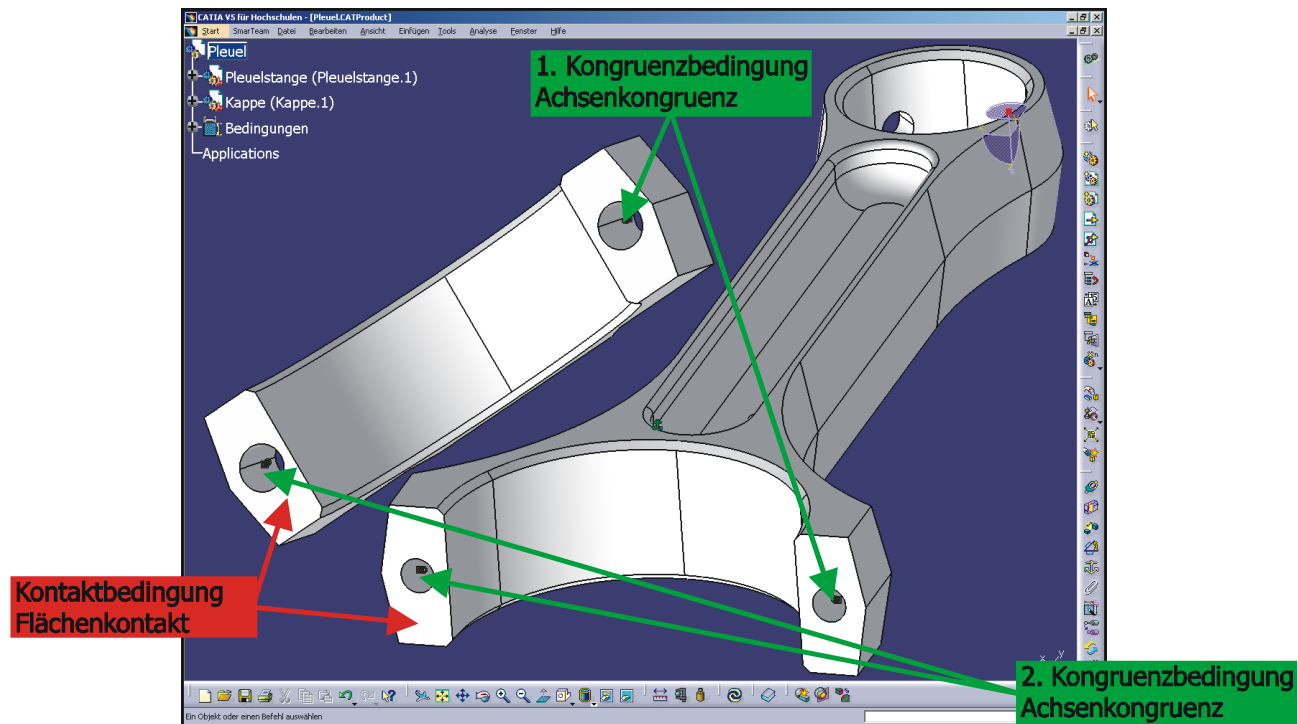 CATIA V5 für Hochschulen - [Pleuel.CATProduct]
Start SmarTeam Datei Bearbeiten Ansicht Einfügen Tools Analyse Fenster Hilfe
Pleuel
Pleuelstange (Pleuelstange.1)
Kappe (Kappe.1)
Bedingungen
Applications
1. Kongruenzbedingung
Achsenkongruenz
Kontaktbedingung
Flächenkontakt
2. Kongruenzbedingung
Achsenkongruenz
x y
Ein Objekt oder einen Befehl auswählen